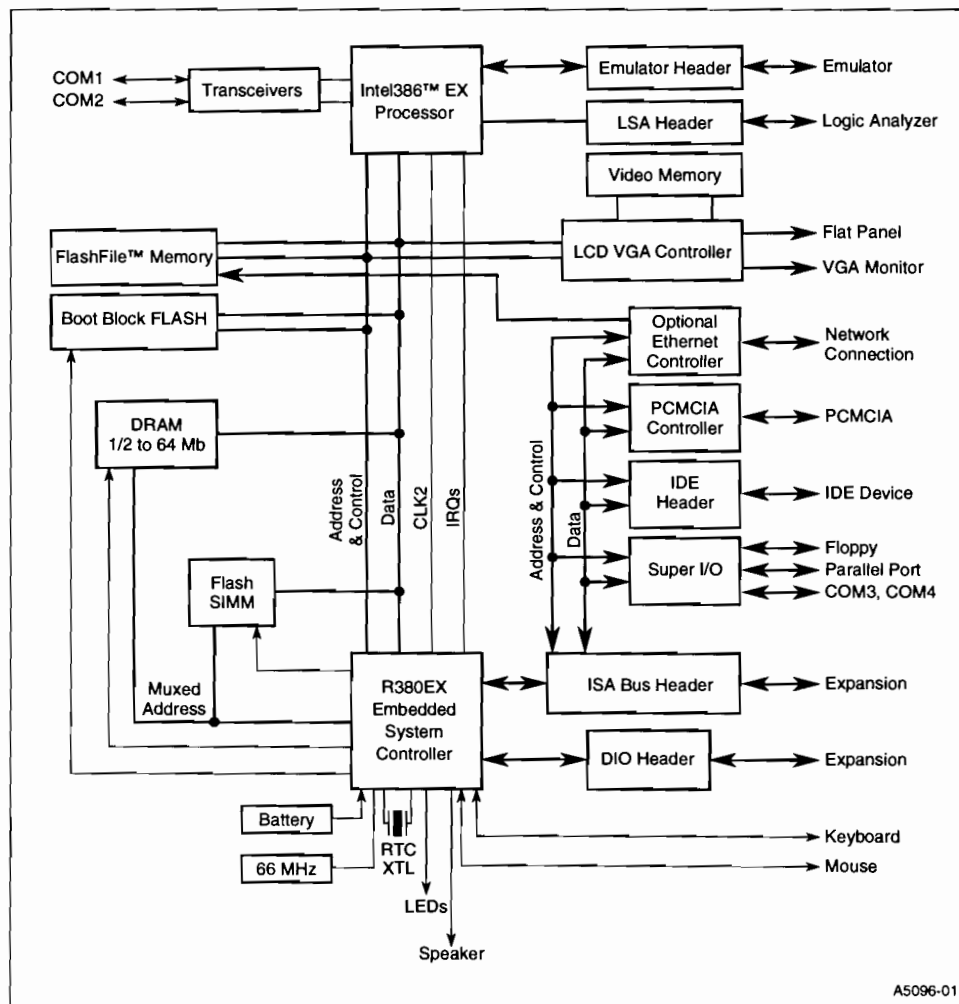 COM1
COM2
Transceivers
Intel386™ EX
Processor
Emulator Header
Emulator
LSA Header
Logic Analyzer
Video Memory
FlashFile™ Memory
LCD VGA Controller
Flat Panel
VGA Monitor
Boot Block FLASH
Optional
Ethernet
Controller
Network
Connection
DRAM
1/2 to 64 Mb
PCMCIA
Controller
PCMCIA
Address
& Control
Data
CLK2
IRQs
Address & Control
Data
IDE
Header
IDE Device
Flash
SIMM
Super I/O
Floppy
Parallel Port
COM3, COM4
Muxed
Address
R380EX
Embedded
System
Controller
ISA Bus Header
Expansion
DIO Header
Expansion
Battery
66 MHz
RTC
XTL
LEDs
Speaker
Keyboard
Mouse
A5096-01